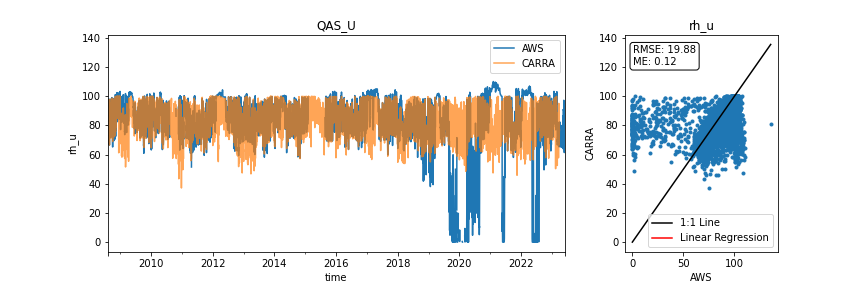 QAS_U
rh_u
140
120
100
80
60
40
20
0
2010
2012
2014
2016
2018
2020
2022
time
AWS
CARRA
rh_u
CARRA
140
120
100
80
60
40
20
0
0
50
100
AWS
RMSE: 19.88
ME: 0.12
1:1 Line
Linear Regression